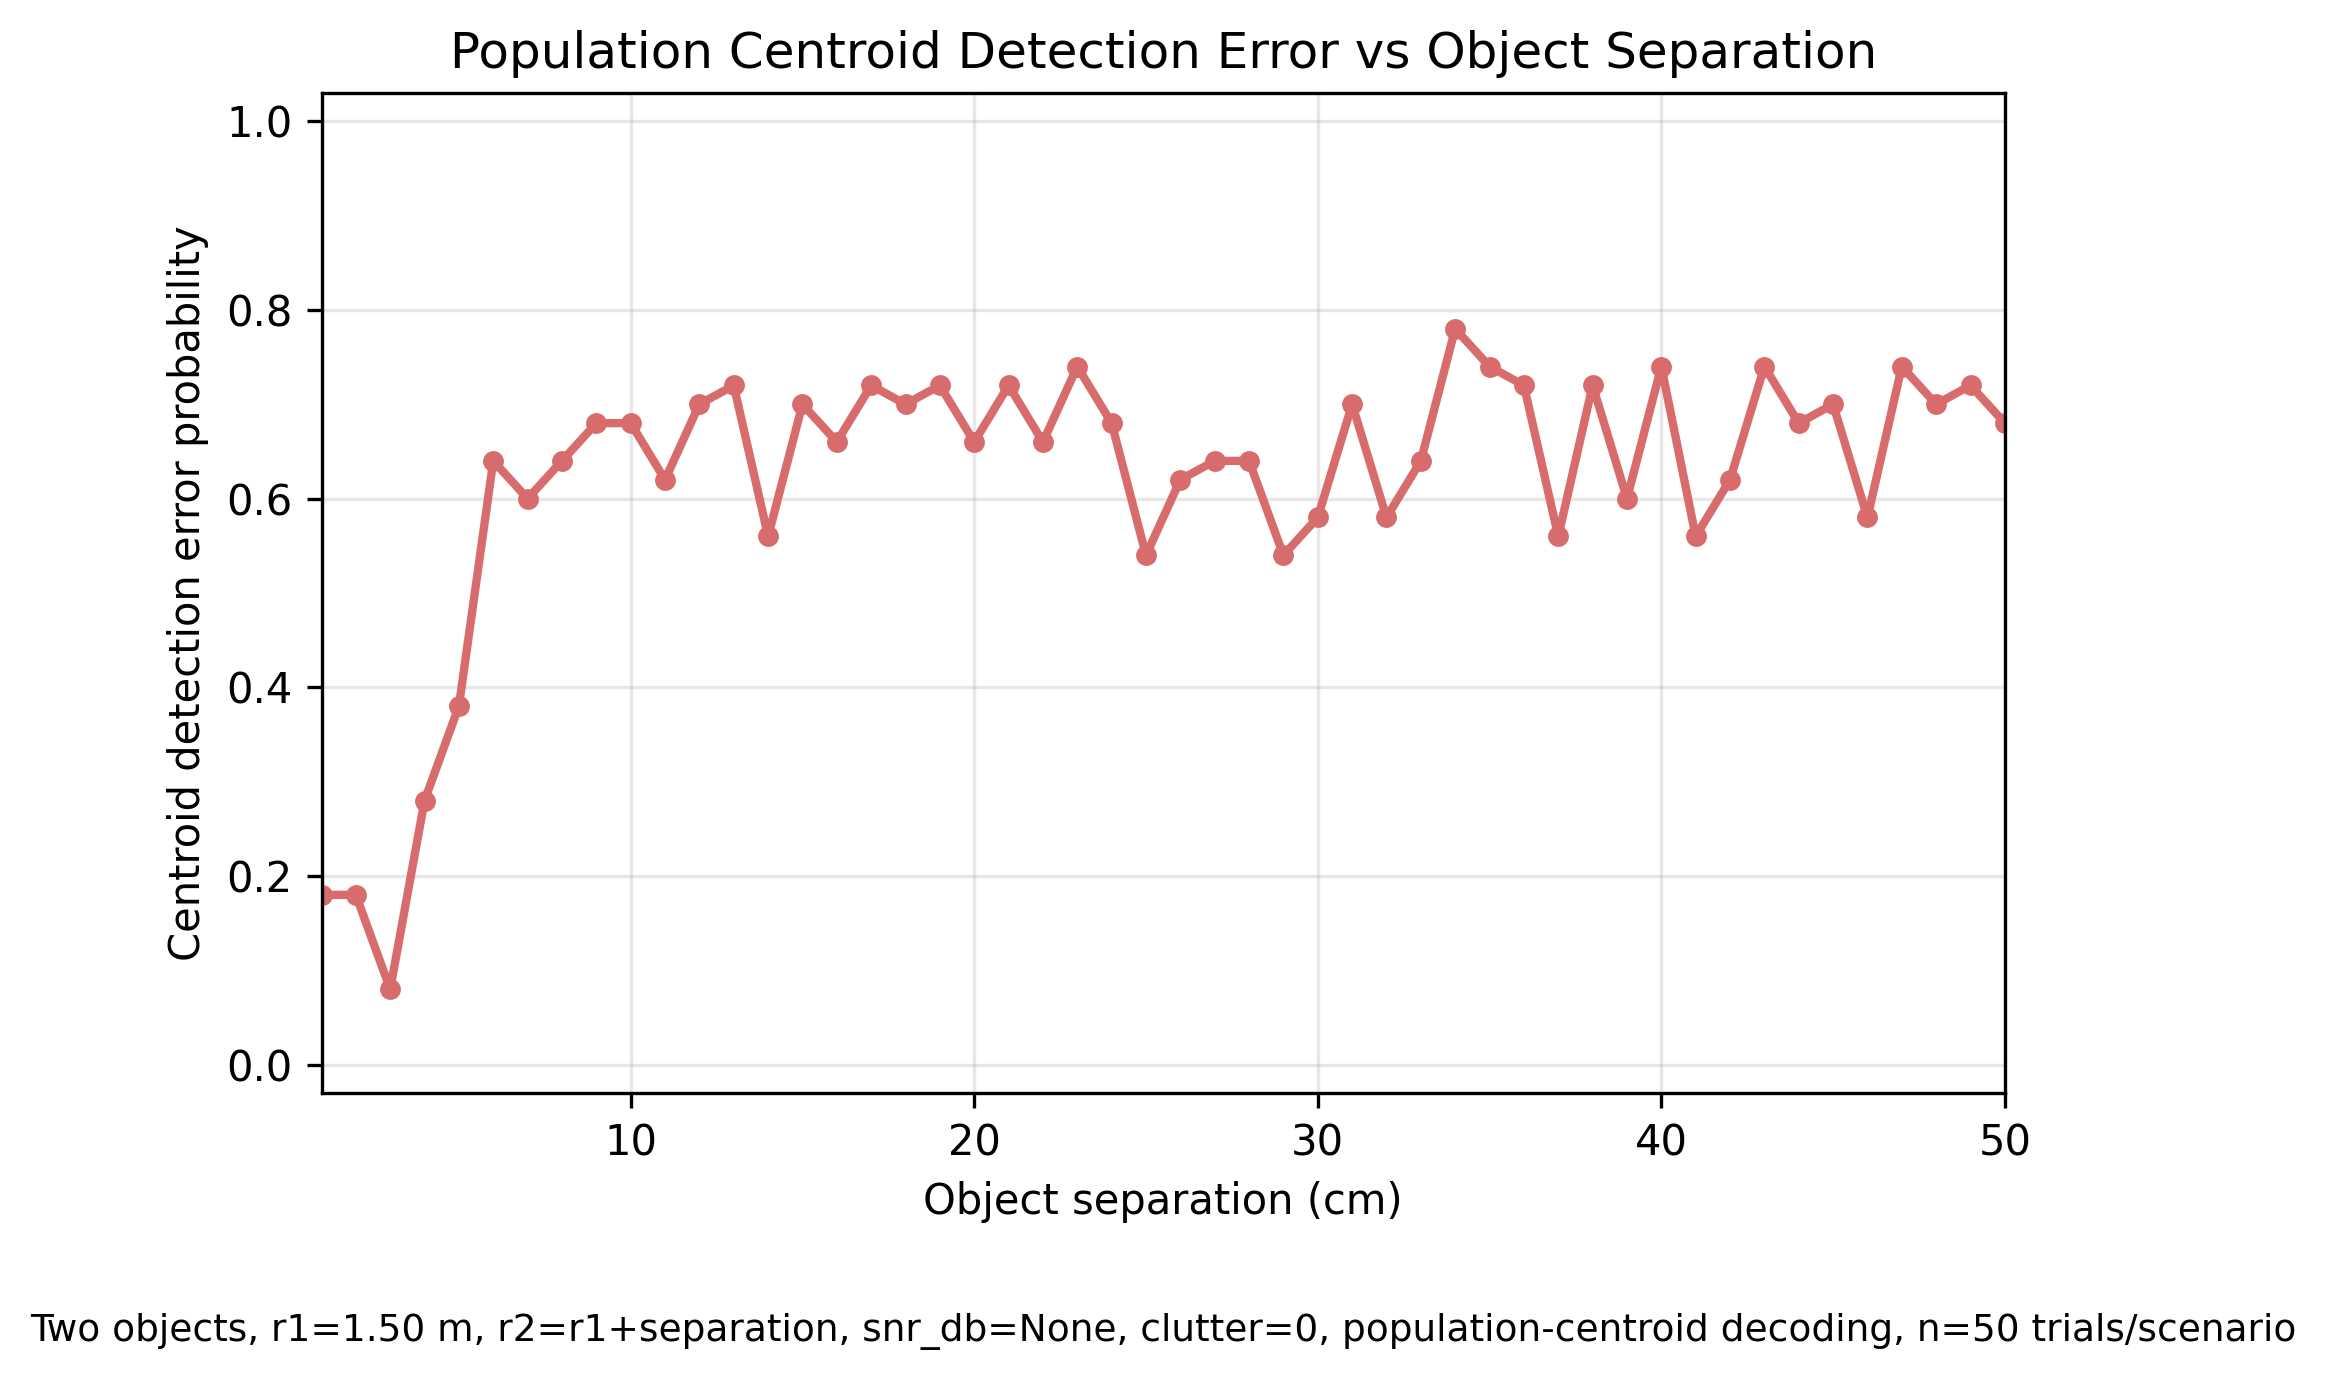 Population Centroid Detection Error vs Object Separation
Centroid detection error probability
1.0
0.8
0.6
0.4
0.2
0.0
10
20
30
40
50
Object separation (cm)
Two objects, r1=1.50 m, r2=r1+separation, snr_db=None, clutter=0, population-centroid decoding, n=50 trials/scenario